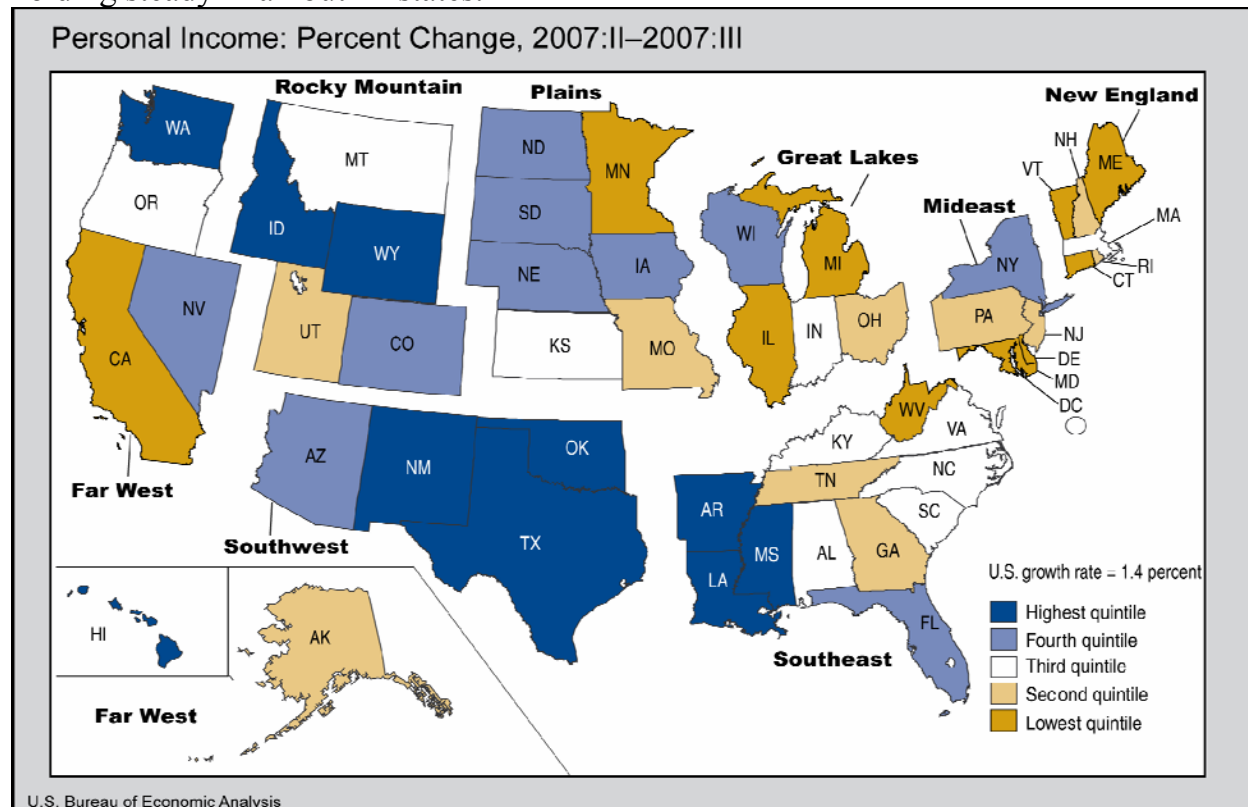 Personal Income: Percent Change, 2007:II–2007:III
Rocky Mountain
Plains
New England
Great Lakes
Mideast
WA
MT
OR
ID
WY
NV
UT
CO
CA
ND
SD
NE
KS
MN
IA
MO
WI
MI
IL
IN
OH
NH
VT
ME
MA
RI
CT
NY
PA
NJ
DE
MD
DC
WV
VA
KY
NC
TN
SC
AR
MS
AL
GA
LA
FL
AZ
NM
OK
TX
Far West
Southwest
Southeast
HI
AK
Far West
U.S. growth rate = 1.4 percent
Highest quintile
Fourth quintile
Third quintile
Second quintile
Lowest quintile
U.S. Bureau of Economic Analysis